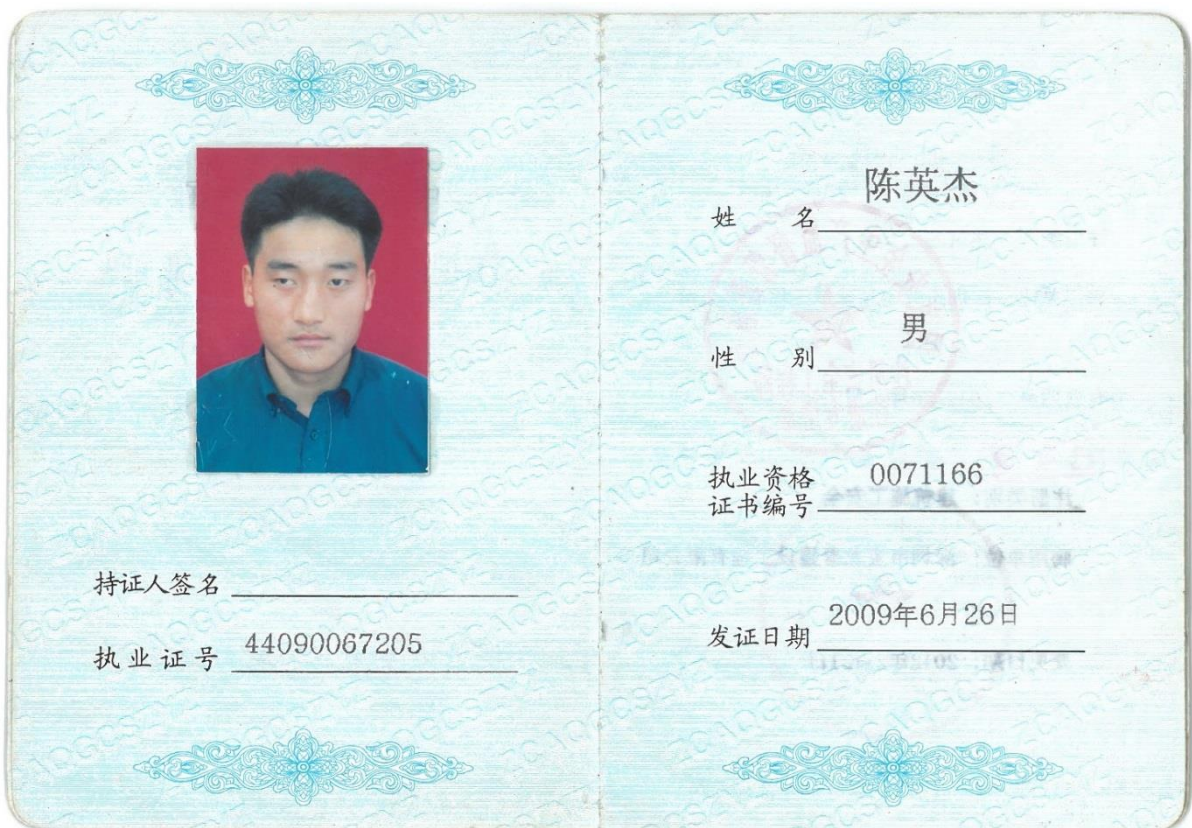 持证人签名
执业证号 44090067205
姓 名 陈英杰
性 别 男
执业资格
证书编号 0071166
发证日期 2009年6月26日